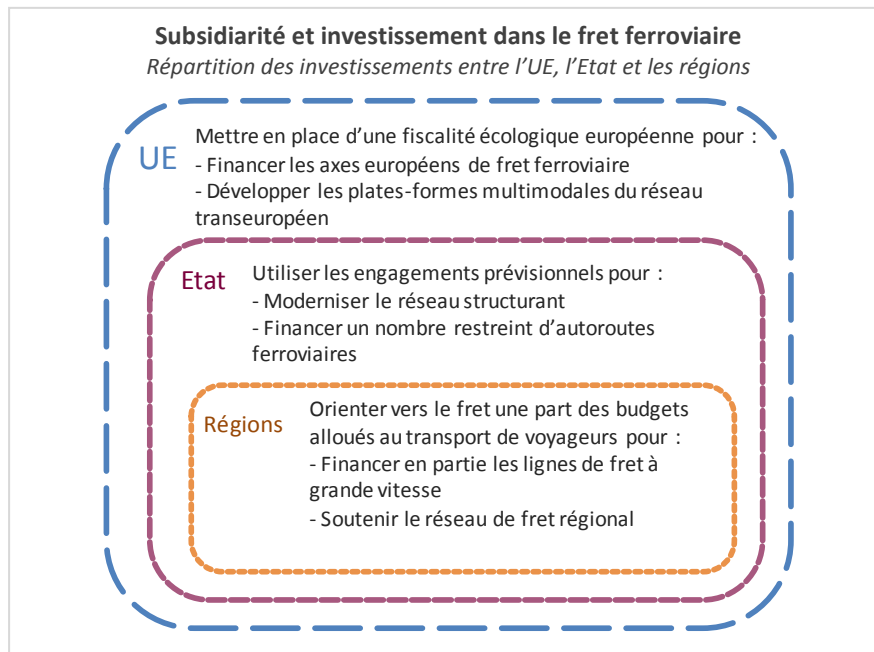 Subsidiarité et investissement dans le fret ferroviaire
Répartition des investissements entre l'UE, l'Etat et les régions
UE
Mettre en place d'une fiscalité écologique européenne pour :
- Financer les axes européens de fret ferroviaire
- Développer les plates-formes multimodales du réseau
transeuropéen
Etat
Utiliser les engagements prévisionnels pour :
- Moderniser le réseau structurant
- Financer un nombre restreint d'autoroutes
ferroviaires
Régions
Orienter vers le fret une part des budgets
alloués au transport de voyageurs pour :
- Financer en partie les lignes de fret à
grande vitesse
- Soutenir le réseau de fret régional